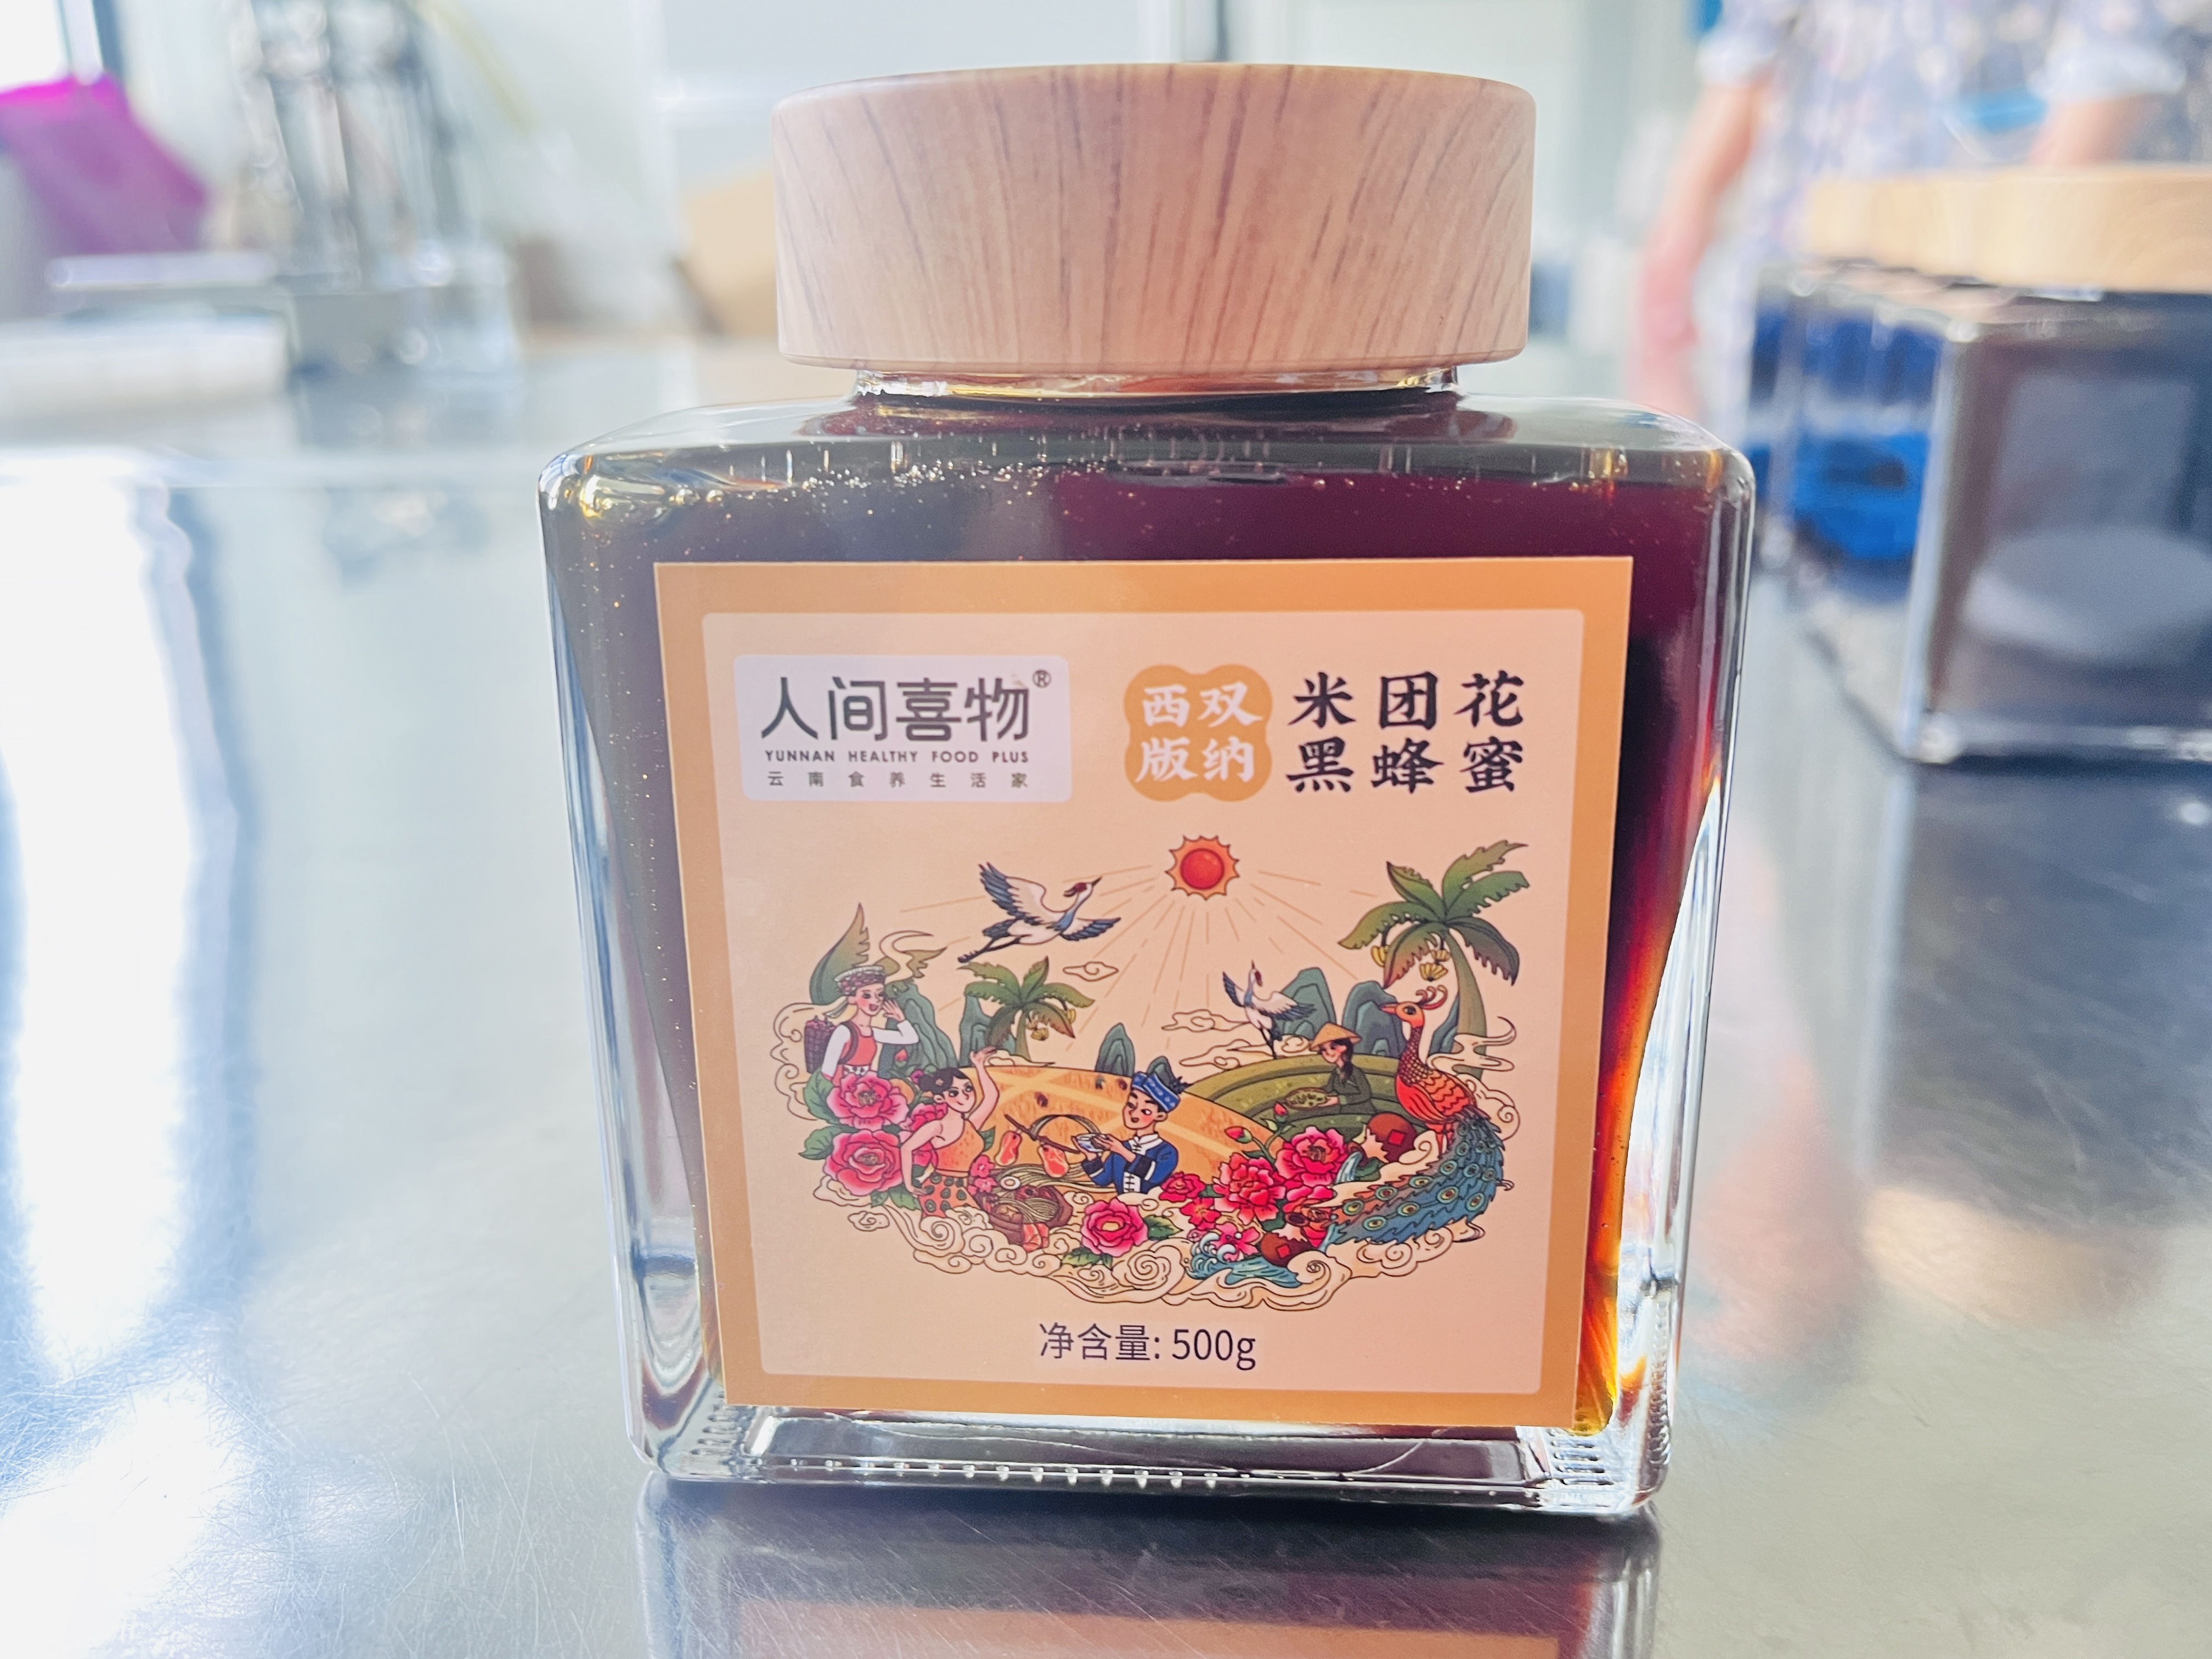 人间喜物®
YUNNAN HEALTHY FOOD PLUS
云南食养生活家
西双
版纳
米团花
黑蜂蜜
净含量: 500g